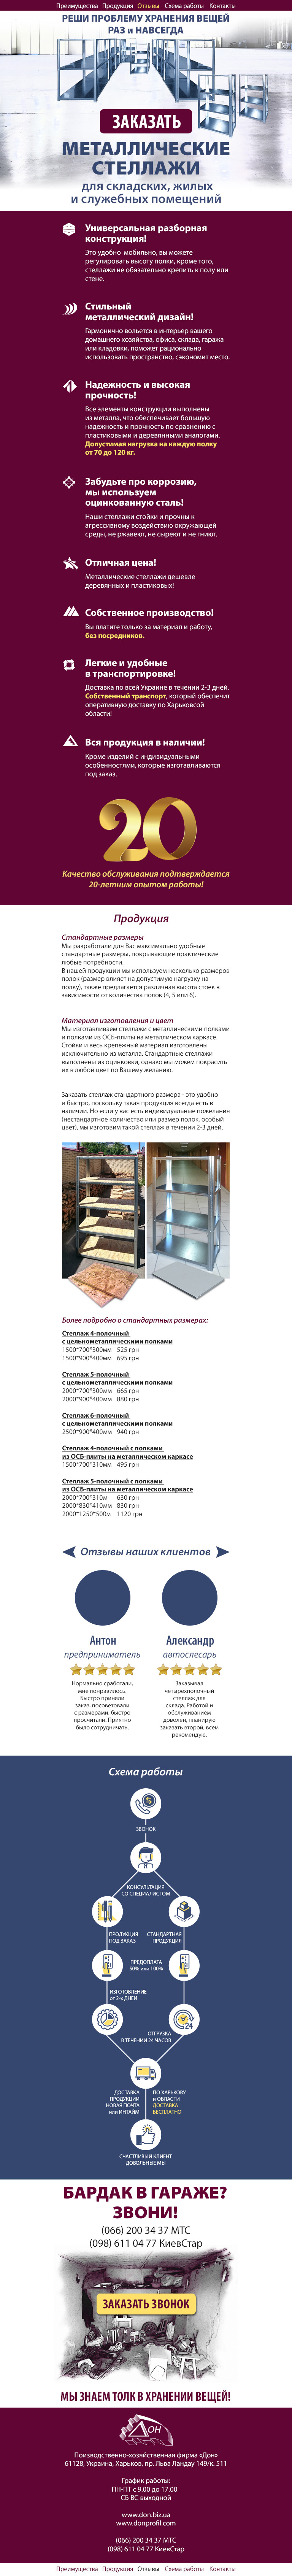 Преимущества Продукция Отзывы Схема работы Контакты
РЕШИ ПРОБЛЕМУ ХРАНЕНИЯ ВЕЩЕЙ
РАЗ и НАВСЕГДА
ЗАКАЗАТЬ
МЕТАЛЛИЧЕСКИЕ
СТЕЛЛАЖИ
для складских, жилых
и служебных помещений
Универсальная разборная
конструкция!
Это удобно мобильно, вы можете
регулировать высоту полки, кроме того,
стеллажи не обязательно крепить к полу или
стене.
Стильный
металлический дизайн!
Гармонично вольется в интерьер вашего
домашнего хозяйства, офиса, склада, гаража
или кладовки, поможет рационально
использовать пространство, сэкономит место.
Надежность и высокая
прочность!
Все элементы конструкции выполнены
из металла, что обеспечивает большую
надежность и прочность по сравнению с
пластиковыми и деревянными аналогами.
Допустимая нагрузка на каждую полку
от 70 до 120 кг.
Забудьте про коррозию,
мы используем
оцинкованную сталь!
Наши стеллажи стойки и прочны к
агрессивному воздействию окружающей
среды, не ржавеют, не сыреют и не гниют.
Отличная цена!
Металлические стеллажи дешевле
деревянных и пластиковых!
Собственное производство!
Вы платите только за материал и работу,
без посредников.
Легкие и удобные
в транспортировке!
Доставка по всей Украине в течении 2-3 дней.
Собственный транспорт, который обеспечит
оперативную доставку по Харьковсой
области!
Вся продукция в наличии!
Кроме изделий с индивидуальными
особенностями, которые изготавливаются
под заказ.
20
Качество обслуживания подтверждается
20-летним опытом работы!
Продукция
Стандартные размеры
Мы разработали для Вас максимально удобные
стандартные размеры, покрывающие практические
любые потребности.
В нашей продукции мы используем несколько размеров
полок (размер влияет на допустимую нагрузку на
полку), также предлагается различная высота стоек в
зависимости от количества полок (4, 5 или 6).
Материал изготовления и цвет
Мы изготавливаем стеллажи с металлическими полками
и полками из ОСБ-плиты на металлическом каркасе.
Стойки и весь крепежный материал изготовлены
исключительно из металла. Стандартные стеллажи
выполнены из оцинковки, однако мы можем покрасить
их в любой цвет по Вашему желанию.
Заказать стеллаж стандартного размера - это удобно
и быстро, поскольку такая продукция всегда есть в
наличии. Но если у вас есть индивидуальные пожелания
(нестандартное количество или размер полок, особый
цвет), мы изготовим такой стеллаж в течении 2-3 дней.
Более подробно о стандартных размерах:
Стеллаж 4-полочный
с цельнометаллическими полками
1500*700*300мм 525 грн
1500*900*400мм 695 грн
Стеллаж 5-полочный
с цельнометаллическими полками
2000*700*300мм 665 грн
2000*900*400мм 880 грн
Стеллаж 6-полочный
с цельнометаллическими полками
2500*900*400мм 940 грн
Стеллаж 4-полочный с полками
из ОСБ-плиты на металлическом каркасе
1500*700*310мм 495 грн
Стеллаж 5-полочный с полками
из ОСБ-плиты на металлическом каркасе
2000*700*310м 630 грн
2000*830*410мм 830 грн
2000*1250*500м 1120 грн
Отзывы наших клиентов
Антон
предприниматель
Нормально сработали,
мне понравилось.
Быстро приняли
заказ, посоветовали
с размерами, быстро
просчитали. Приятно
было сотрудничать.
Александр
автослесарь
Заказывал
четырехполочный
стеллаж для
склада. Работой и
обслуживанием
доволен, планирую
заказать второй, всем
рекомендую.
Схема работы
ЗВОНОК
КОНСУЛЬТАЦИЯ
СО СПЕЦИАЛИСТОМ
ПРОДУКЦИЯ
ПОД ЗАКАЗ
СТАНДАРТНАЯ
ПРОДУКЦИЯ
ПРЕДОПЛАТА
50% или 100%
ИЗГОТОВЛЕНИЕ
от 3-х ДНЕЙ
24
ОТГРУЗКА
В ТЕЧЕНИИ 24 ЧАСОВ
ДОСТАВКА
ПРОДУКЦИИ
НОВАЯ ПОЧТА
или ИНТАЙМ
ПО ХАРЬКОВУ
и ОБЛАСТИ
ДОСТАВКА
БЕСПЛАТНО
СЧАСТЛИВЫЙ КЛИЕНТ
ДОВОЛЬНЫЕ МЫ
БАРДАК В ГАРАЖЕ?
ЗВОНИ!
(066) 200 34 37 МТС
(098) 611 04 77 КиевСтар
ЗАКАЗАТЬ ЗВОНОК
МЫ ЗНАЕМ ТОЛК В ХРАНЕНИИ ВЕЩЕЙ!
ДОН
Поизводственно-хозяйственная фирма «Дон»
61128, Украина, Харьков, пр. Льва Ландау 149/к. 511
График работы:
ПН-ПТ с 9.00 до 17.00
СБ ВС выходной
www.don.biz.ua
www.donprofil.com
(066) 200 34 37 МТС
(098) 611 04 77 КиевСтар
Преимущества Продукция Отзывы Схема работы Контакты